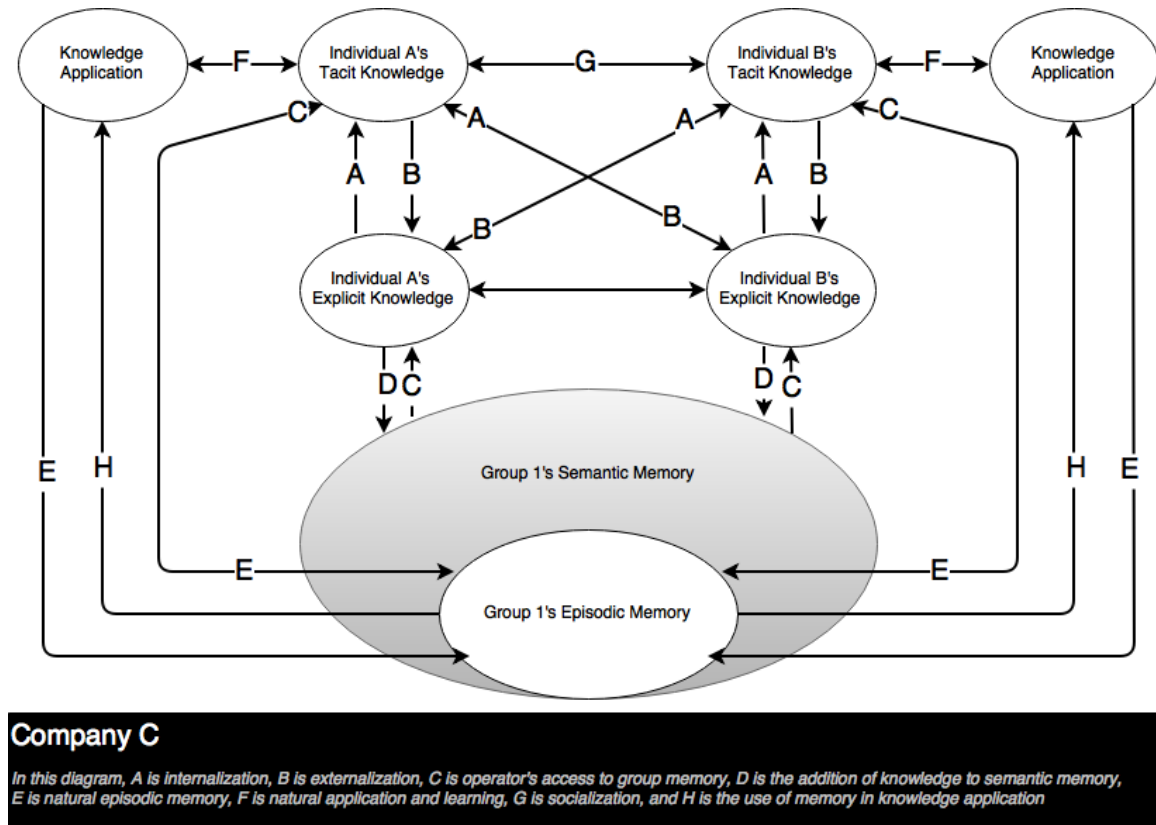 Knowledge
Application
F
Individual A's
Tacit Knowledge
G
Individual B's
Tacit Knowledge
F
Knowledge
Application
C
A
A
C
A
B
A
B
B
B
Individual A's
Explicit Knowledge
Individual B's
Explicit Knowledge
D
C
D
C
E
H
Group 1's Semantic Memory
H
E
E
E
Group 1's Episodic Memory
Company C
In this diagram, A is internalization, B is externalization, C is operator's access to group memory, D is the addition of knowledge to semantic memory,
E is natural episodic memory, F is natural application and learning, G is socialization, and H is the use of memory in knowledge application